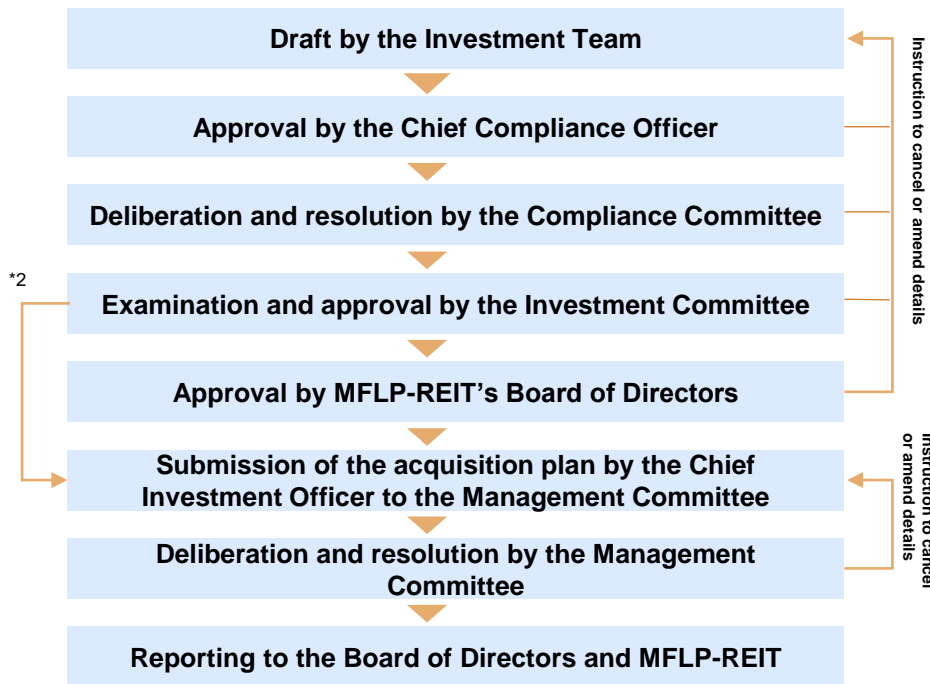 Draft by the Investment Team
Approval by the Chief Compliance Officer
Deliberation and resolution by the Compliance Committee
*2
Examination and approval by the Investment Committee
Approval by MFLP-REIT’s Board of Directors
Submission of the acquisition plan by the Chief
Investment Officer to the Management Committee
Deliberation and resolution by the Management
Committee
Reporting to the Board of Directors and MFLP-REIT
Instruction to cancel or amend details
Instruction to cancel
or amend details